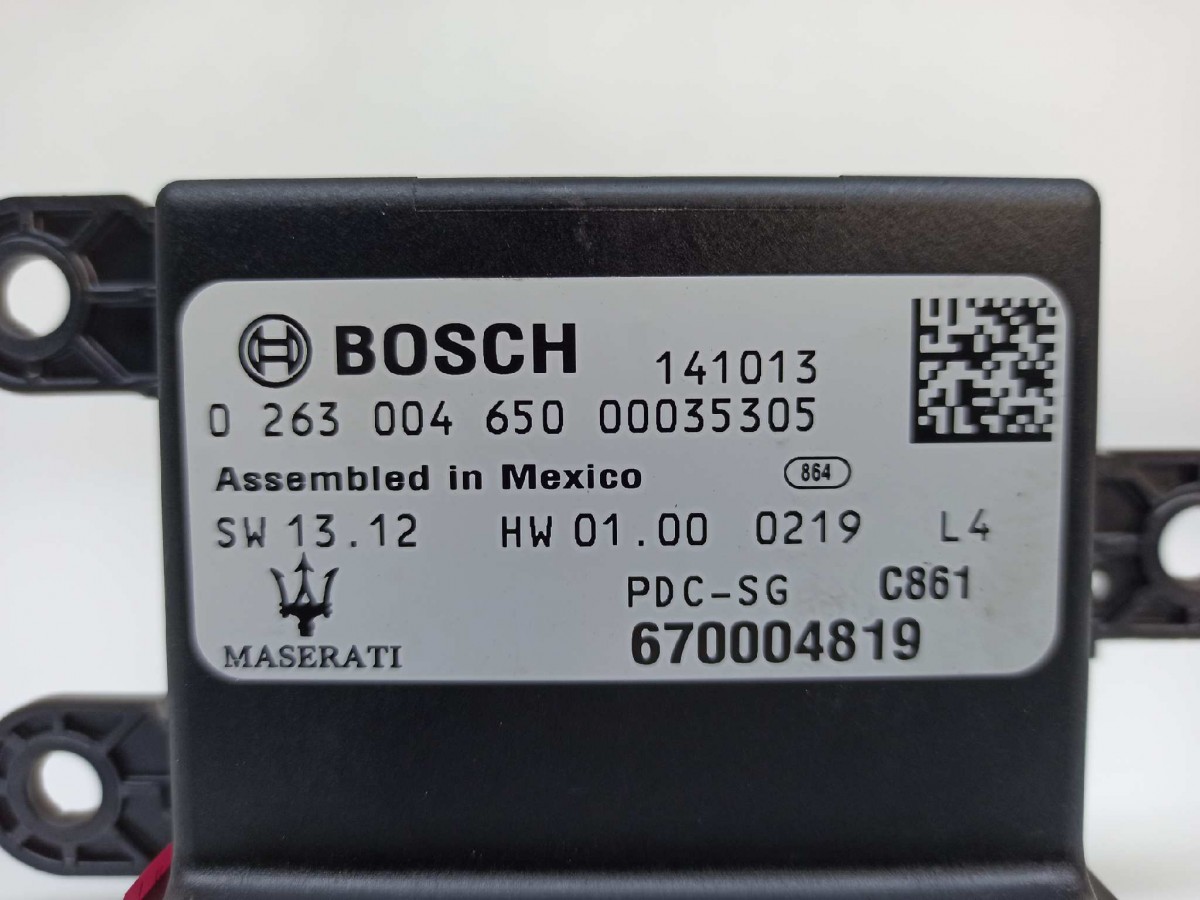 BOSCH 141013
0 263 004 650 00035305
Assembled in Mexico 864
SW 13.12 HW 01.00 0219 L4
PDC-SG C861
MASERATI 670004819